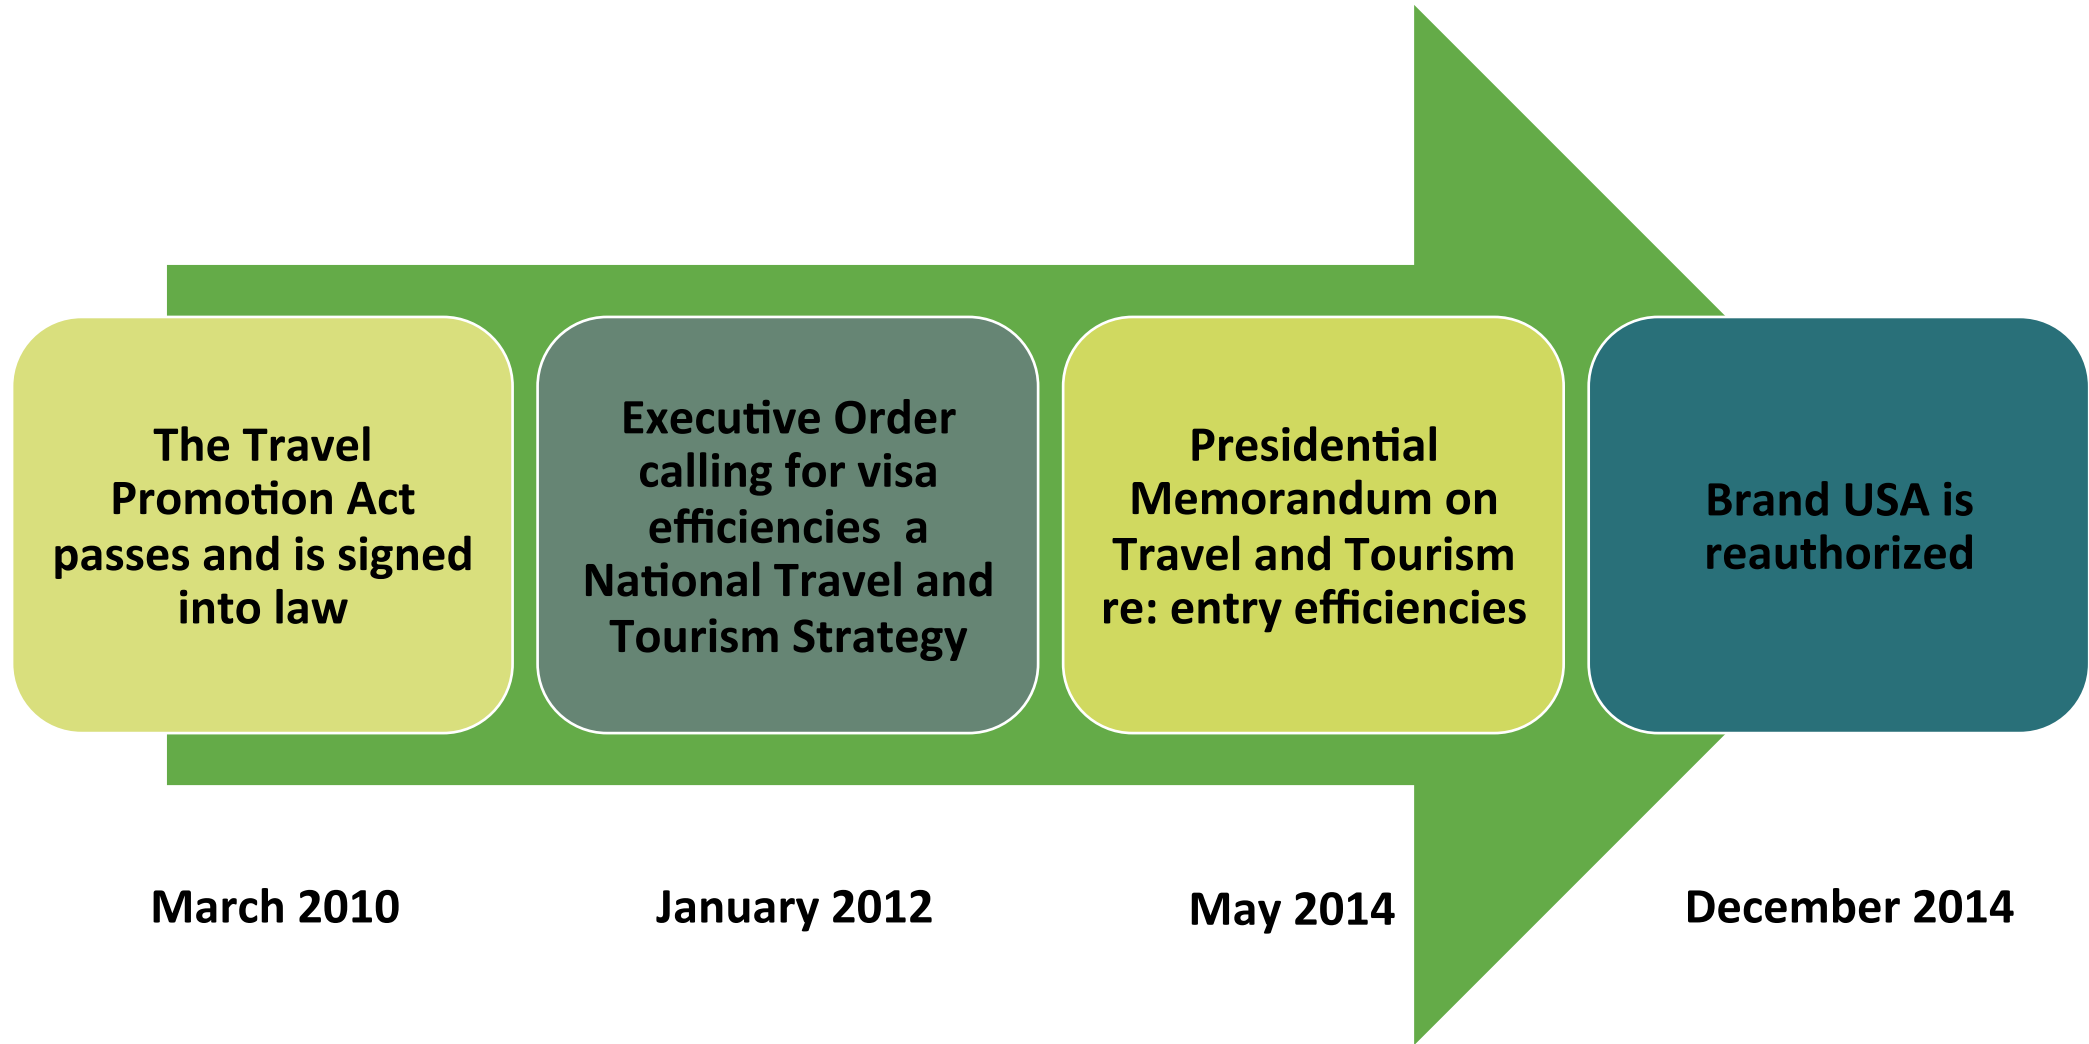 The Travel
Promotion Act
passes and is signed
into law
Executive Order
calling for visa
efficiencies  a
National Travel and
Tourism Strategy
Presidential
Memorandum on
Travel and Tourism
re: entry efficiencies
Brand USA is
reauthorized
March 2010
January 2012
May 2014
December 2014